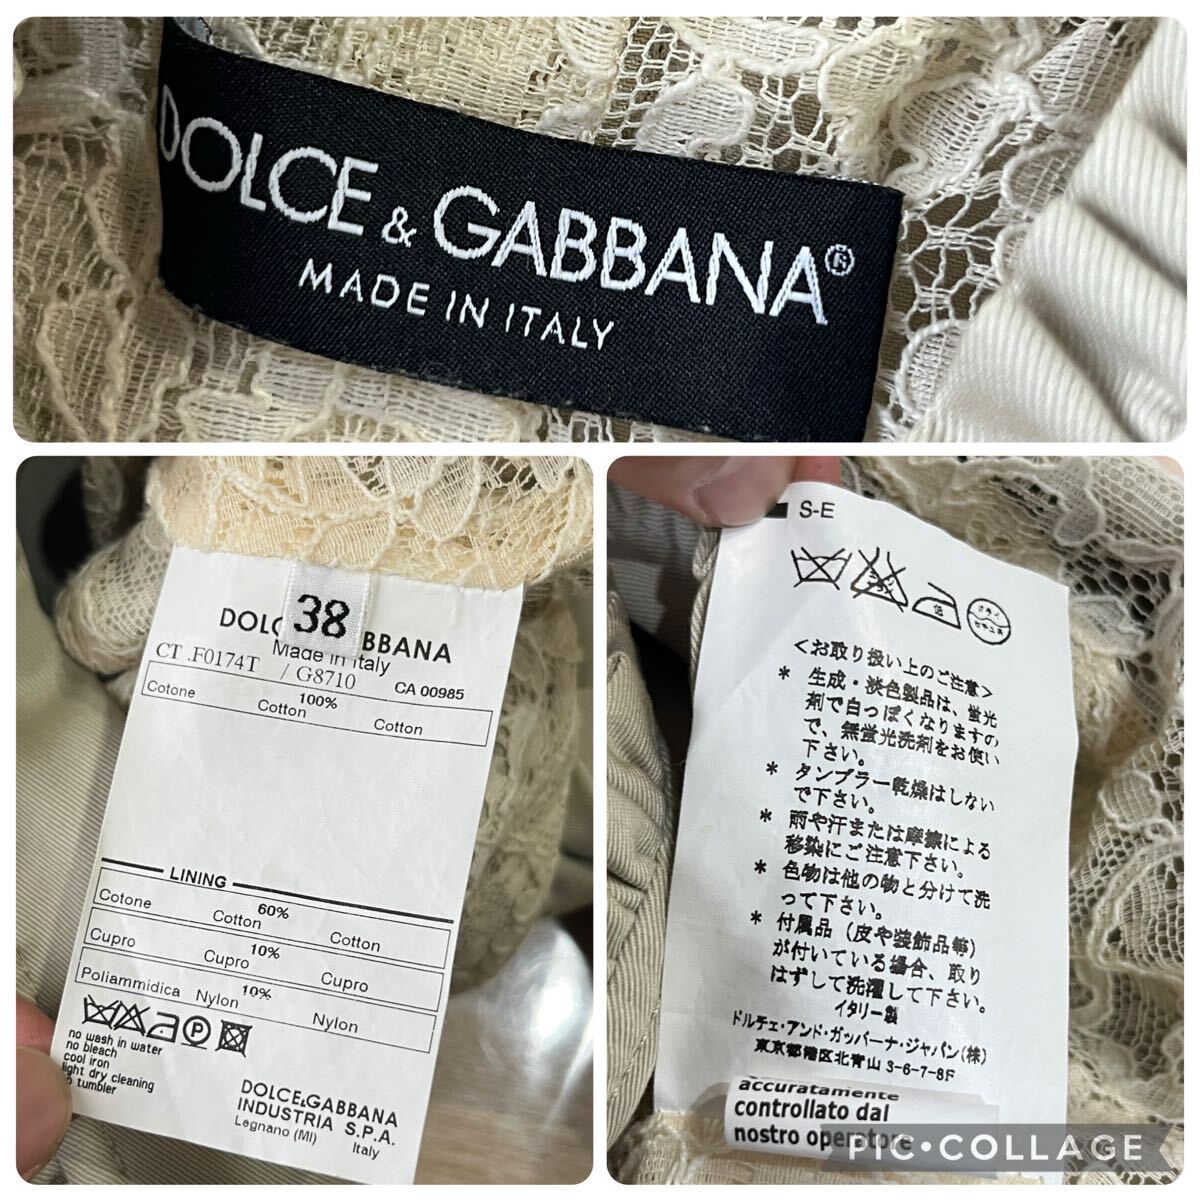 DOLCE & GABBANA®
MADE IN ITALY
38
BBANA
Made in Italy
CT .F0174T / G8710 CA 00985
100%
Cotone Cotton Cotton
LINING
60%
Cotone Cotton Cotton
10%
Cupro Cupro Cupro
Poliammidica Nylon Nylon
no wash in water
no bleach
cool iron
light dry cleaning
tumbler
DOLCE&GABBANA
INDUSTRIA S.P.A.
Legnano (MI)
Italy
S-E
<お取り扱い上のご注意>
* 生成・淡色製品は、蛍光
剤で白っぽくなりますの
で、無蛍光洗剤をお使い
下さい。
* タンブラー乾燥はしない
で下さい。
* 雨や汗または摩擦による
移染にご注意下さい。
* 色物は他の物と分けて洗
って下さい。
* 付属品(皮や装飾品等)
が付いている場合、取り
はずして洗濯して下さい。
イタリー製
ドルチェ・アンド・ガッバーナ・ジャパン(株)
東京都港区北青山 3-6-7-8F
accuratamente
controllato dal
nostro operatore
PIC•COLLAGE